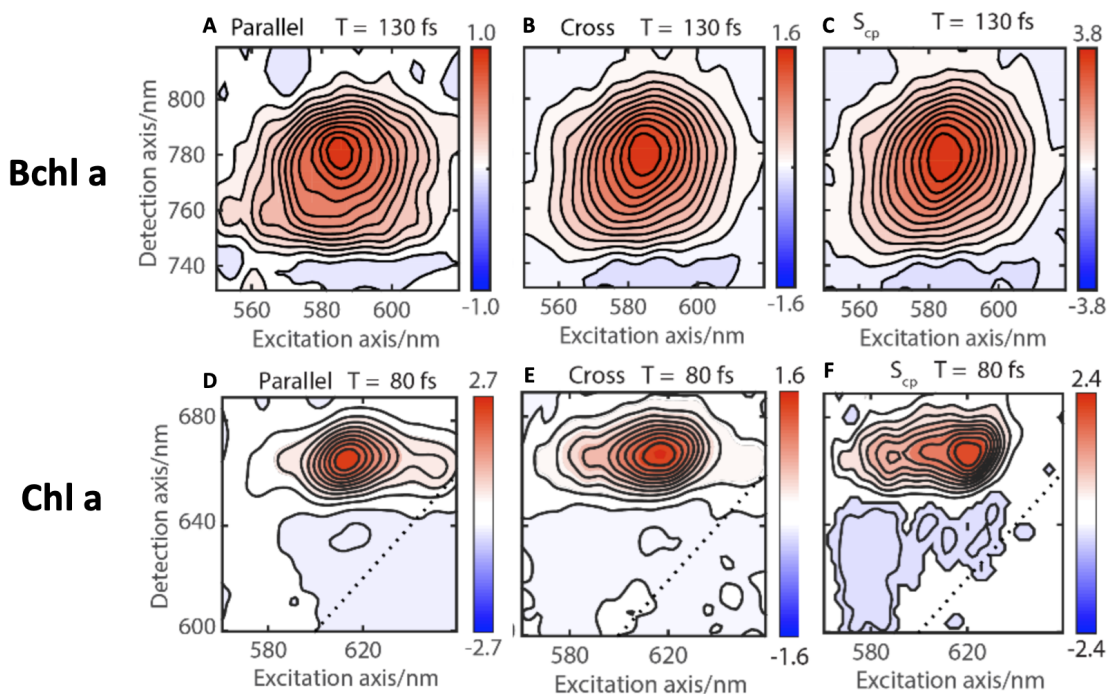 A Parallel T = 130 fs
1.0
B Cross T = 130 fs
1.6
C Scp T = 130 fs
3.8
Bchl a
Detection axis/nm
800
780
760
740
-1.0
-1.6
-3.8
560 580 600
560 580 600
560 580 600
Excitation axis/nm
Excitation axis/nm
Excitation axis/nm
D Parallel T = 80 fs
2.7
E Cross T = 80 fs
1.6
F Scp T = 80 fs
2.4
Chl a
Detection axis/nm
680
640
600
-2.7
-1.6
-2.4
580 620
580 620
580 620
Excitation axis/nm
Excitation axis/nm
Excitation axis/nm